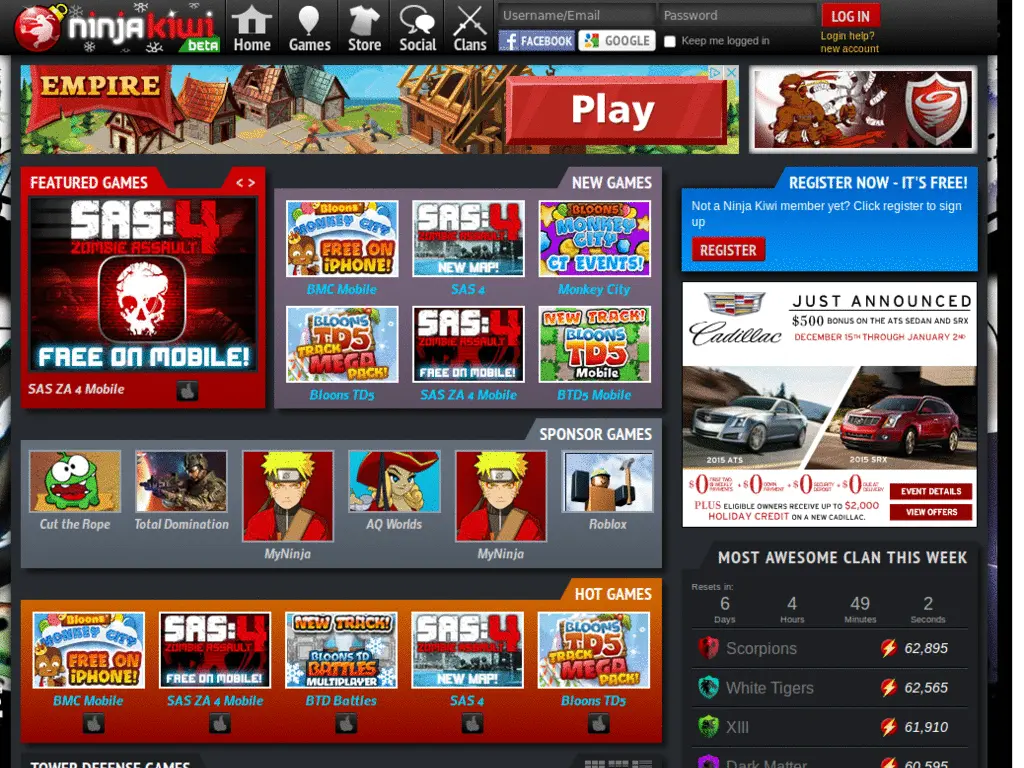 ninjakiwi
beta
Home
Games
Store
Social
Clans
Username/Email
Password
LOG IN
FACEBOOK
GOOGLE
Keep me logged in
Login help?
new account
EMPIRE
Play
FEATURED GAMES
< >
SAS:4
ZOMBIE ASSAULT
FREE ON MOBILE!
SAS ZA 4 Mobile
NEW GAMES
Bloons
MONKEY CITY
FREE ON
iPHONE!
BMC Mobile
SAS:4
ZOMBIE ASSAULT
NEW MAP!
SAS 4
BLOONS
MONKEY
CITY
CT EVENTS!
Monkey City
BLOONS
TD5
TRACK
MEGA
PACK!
Bloons TD5
SAS:4
ZOMBIE ASSAULT
FREE ON MOBILE!
SAS ZA 4 Mobile
NEW TRACK!
BLOONS
TD5
Mobile
BTD5 Mobile
REGISTER NOW - IT'S FREE!
Not a Ninja Kiwi member yet? Click register to sign
up
REGISTER
JUST ANNOUNCED
$500 BONUS ON THE ATS SEDAN AND SRX
DECEMBER 15TH THROUGH JANUARY 2ND
Cadillac
2015 ATS
2015 SRX
$0 + $0 + $0 + $0
EVENT DETAILS
PLUS ELIGIBLE OWNERS RECEIVE UP TO $2,000
HOLIDAY CREDIT ON A NEW CADILLAC.
VIEW OFFERS
SPONSOR GAMES
Cut the Rope
Total Domination
MyNinja
AQ Worlds
MyNinja
Roblox
MOST AWESOME CLAN THIS WEEK
Resets in:
6 4 49 2
Days Hours Minutes Seconds
Scorpions 62,895
White Tigers 62,565
XIII 61,910
Dark Matter 60,595
HOT GAMES
Bloons
MONKEY CITY
FREE ON
iPHONE!
BMC Mobile
SAS:4
ZOMBIE ASSAULT
FREE ON MOBILE!
SAS ZA 4 Mobile
NEW TRACK!
BLOONS TD
BATTLES
MULTIPLAYER
BTD Battles
SAS:4
ZOMBIE ASSAULT
NEW MAP!
SAS 4
BLOONS
TD5
TRACK
MEGA
PACK!
Bloons TD5
TOWER DEFENSE GAMES